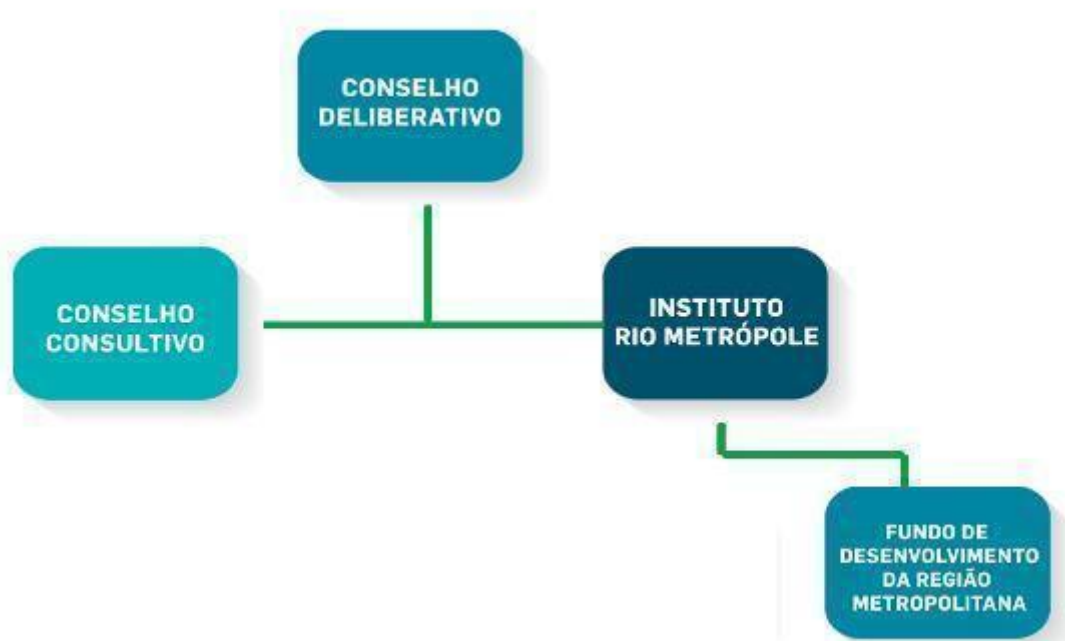 CONSELHO
DELIBERATIVO
CONSELHO
CONSULTIVO
INSTITUTO
RIO METRÓPOLE
FUNDO DE
DESENVOLVIMENTO
DA REGIÃO
METROPOLITANA